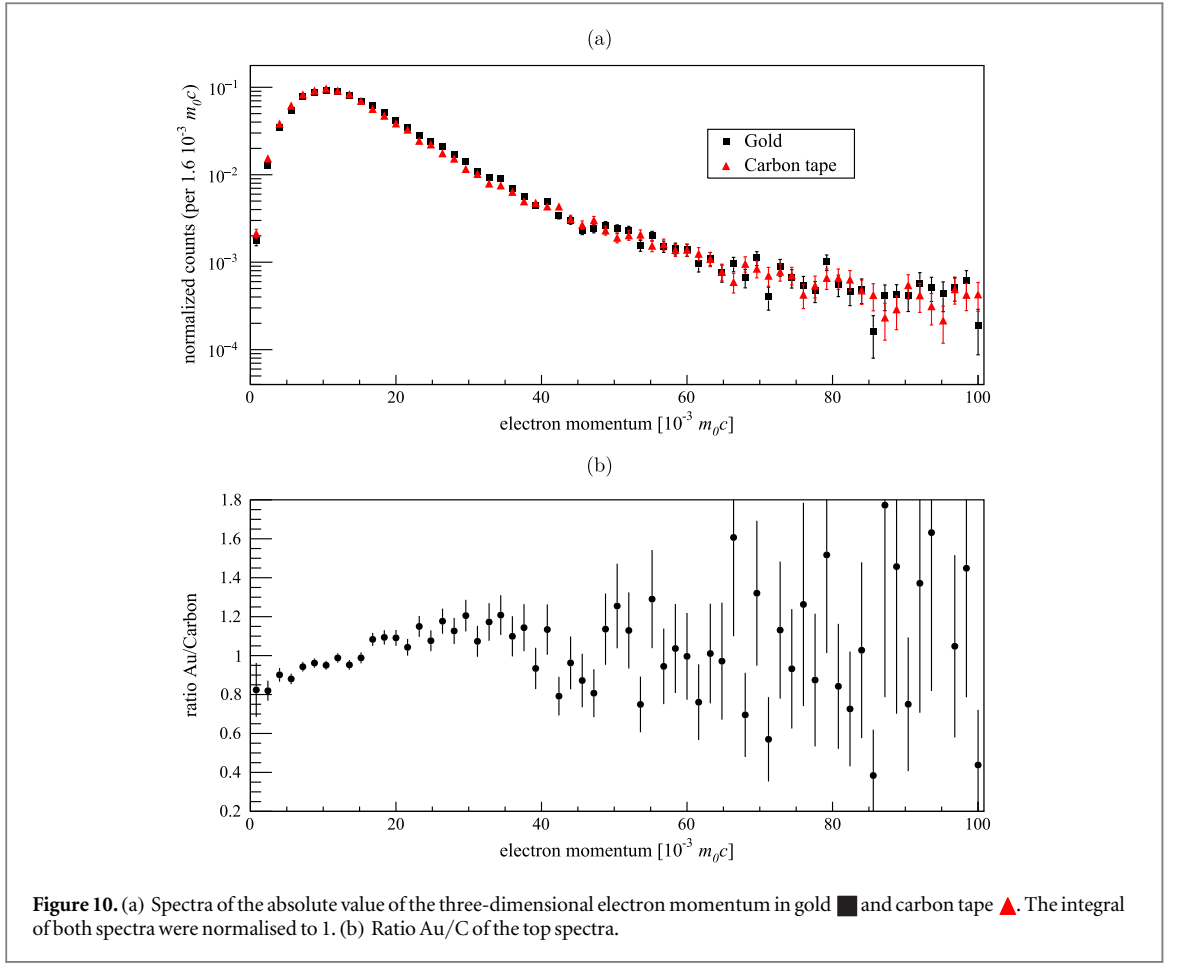 (a)
normalized counts (per 1.6 10⁻³ m₀c)
10⁻¹
10⁻²
10⁻³
10⁻⁴
■ Gold
▲ Carbon tape
0 20 40 60 80 100
electron momentum [10⁻³ m₀c]
(b)
ratio Au/Carbon
1.8
1.6
1.4
1.2
1
0.8
0.6
0.4
0.2
0 20 40 60 80 100
electron momentum [10⁻³ m₀c]
Figure 10. (a) Spectra of the absolute value of the three-dimensional electron momentum in gold ■ and carbon tape ▲. The integral
of both spectra were normalised to 1. (b) Ratio Au/C of the top spectra.